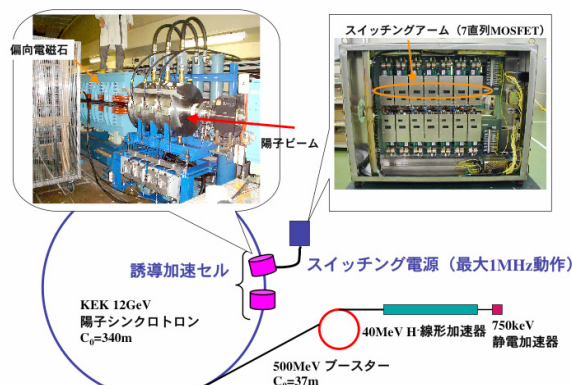 偏向電磁石
陽子ビーム
スイッチングアーム（7直列MOSFET）
誘導加速セル
スイッチング電源（最大1MHz動作）
KEK 12GeV
陽子シンクロトロン
C₀=340m
40MeV H⁻線形加速器
750keV
静電加速器
500MeV ブースター
C₀=37m